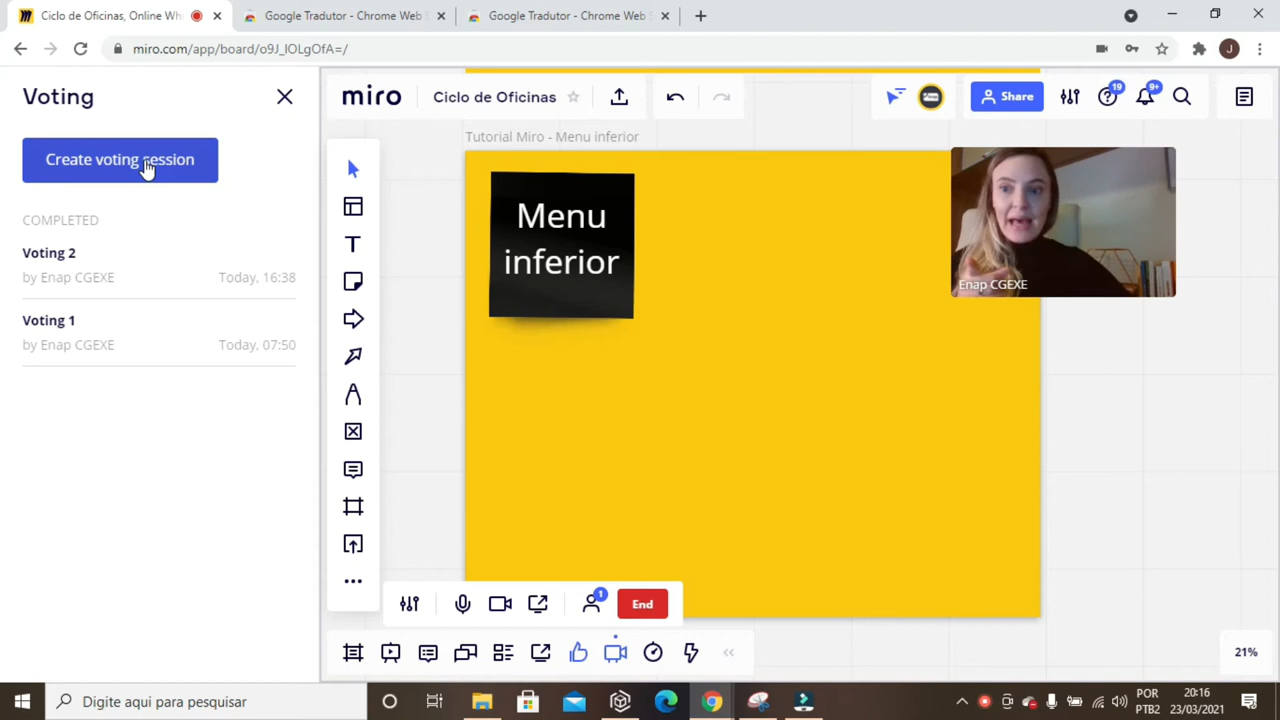 Ciclo de Oficinas, Online Wh
Google Tradutor - Chrome Web S
Google Tradutor - Chrome Web S
miro.com/app/board/o9J_lOLgOfA=/
J
Voting
Create voting session
COMPLETED
Voting 2
by Enap CGEXE Today, 16:38
Voting 1
by Enap CGEXE Today, 07:50
miro
Ciclo de Oficinas
Share
19
9+
Tutorial Miro - Menu inferior
Menu
inferior
Enap CGEXE
1
End
21%
Digite aqui para pesquisar
POR
PTB2
20:16
23/03/2021